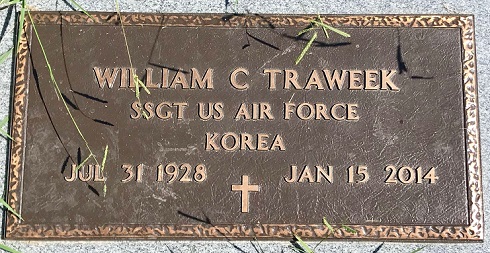 WILLIAM C TRAWEEK
SSGT US AIR FORCE
KOREA
JUL 31 1928 JAN 15 2014